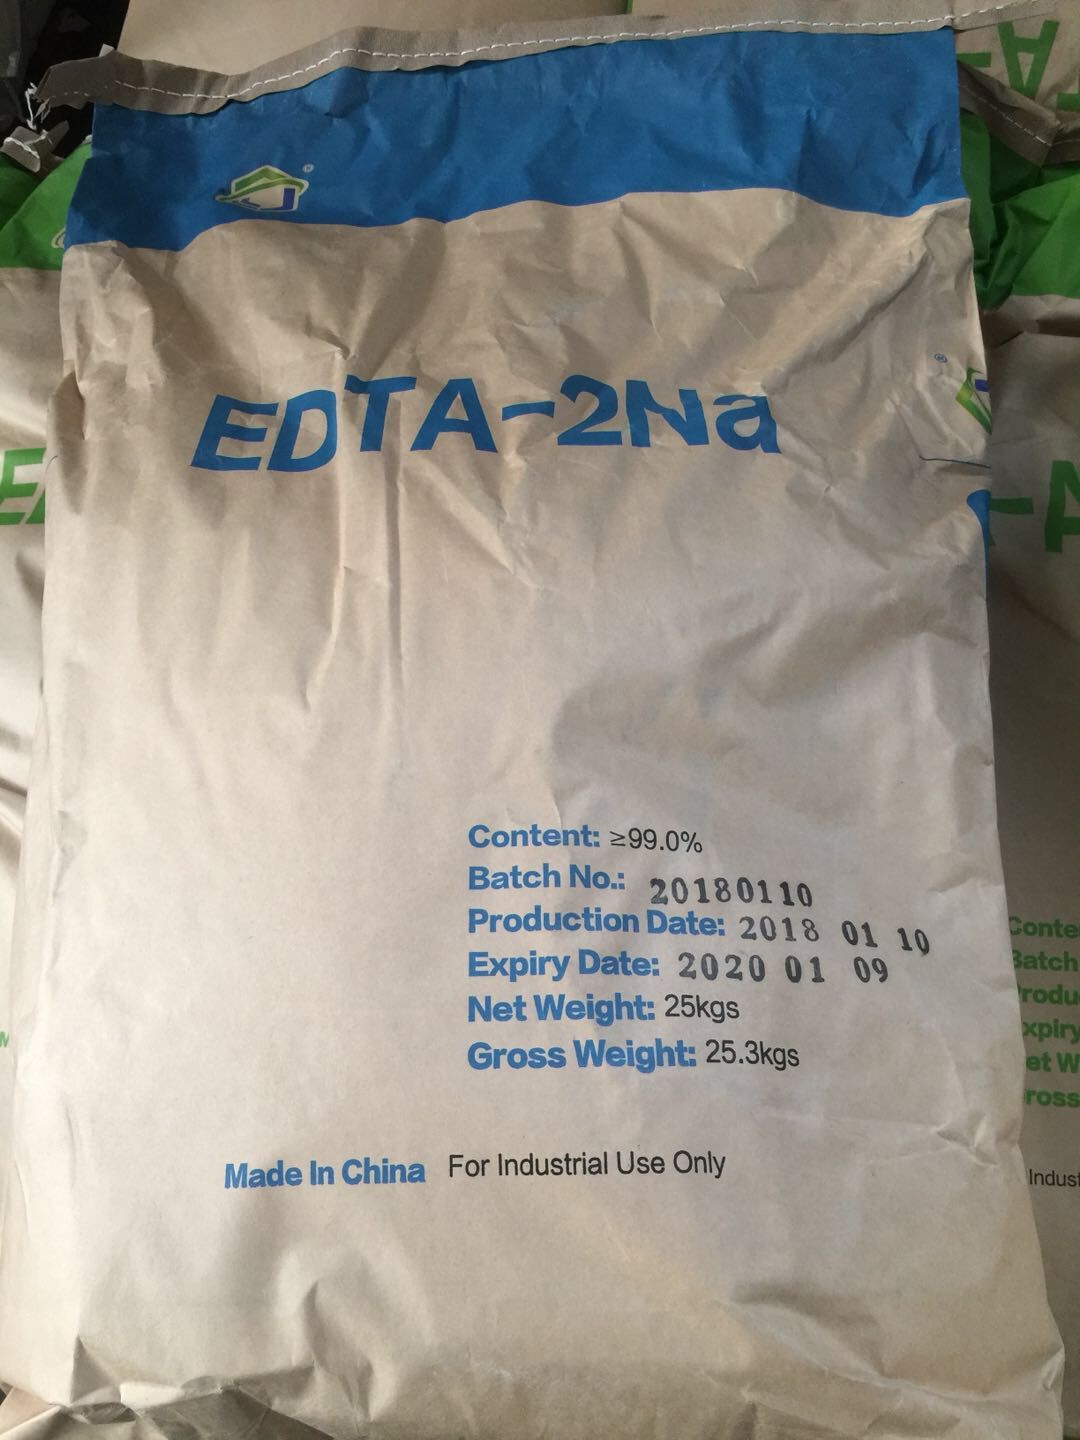 ®
EDTA-2Na
®
Content: ≥99.0%
Batch No.: 20180110
Production Date: 2018 01 10
Expiry Date: 2020 01 09
Net Weight: 25kgs
Gross Weight: 25.3kgs
Made In China For Industrial Use Only